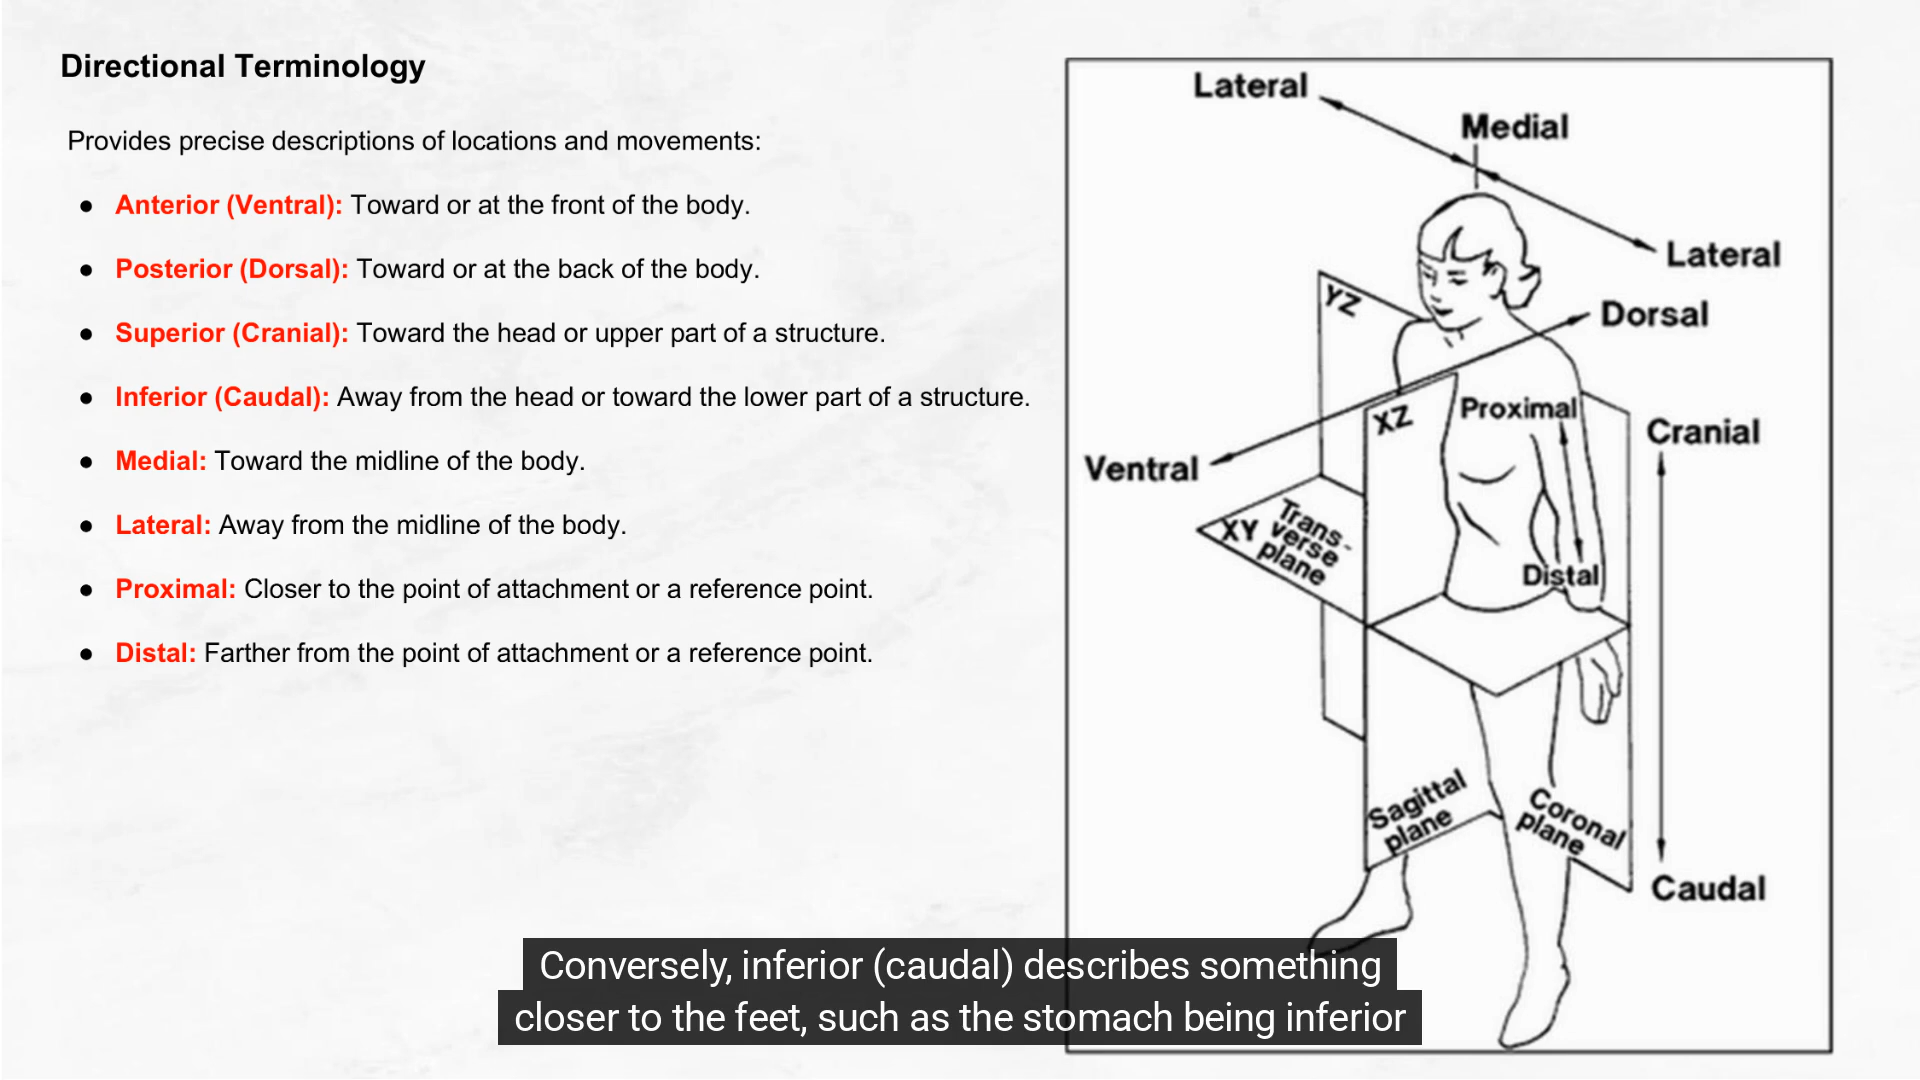 Directional Terminology
Provides precise descriptions of locations and movements:
● Anterior (Ventral): Toward or at the front of the body.
● Posterior (Dorsal): Toward or at the back of the body.
● Superior (Cranial): Toward the head or upper part of a structure.
● Inferior (Caudal): Away from the head or toward the lower part of a structure.
● Medial: Toward the midline of the body.
● Lateral: Away from the midline of the body.
● Proximal: Closer to the point of attachment or a reference point.
● Distal: Farther from the point of attachment or a reference point.
Lateral
Medial
Lateral
YZ
Dorsal
XZ
Proximal
Cranial
Ventral
XY
Trans-
verse
plane
Distal
Sagittal
plane
Coronal
plane
Caudal
Conversely, inferior (caudal) describes something
closer to the feet, such as the stomach being inferior